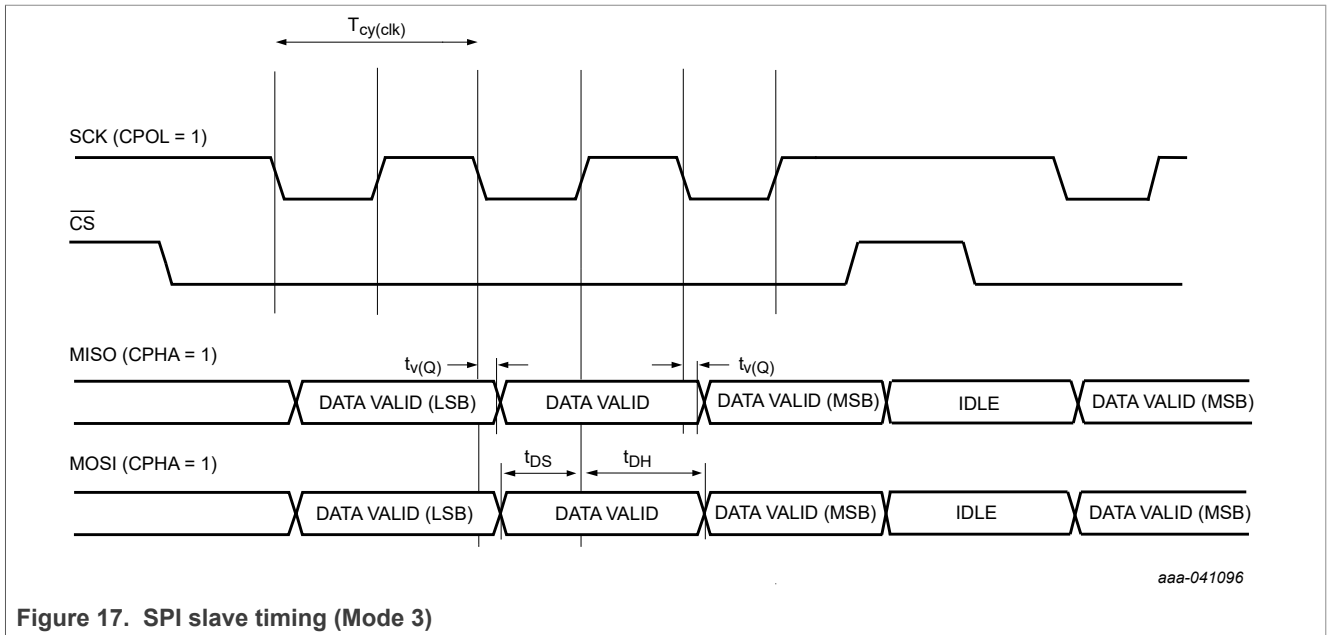 Tcy(clk)
SCK (CPOL = 1)
CS
MISO (CPHA = 1)
tv(Q) tv(Q)
DATA VALID (LSB) DATA VALID DATA VALID (MSB) IDLE DATA VALID (MSB)
MOSI (CPHA = 1)
tDS tDH
DATA VALID (LSB) DATA VALID DATA VALID (MSB) IDLE DATA VALID (MSB)
aaa-041096
Figure 17. SPI slave timing (Mode 3)